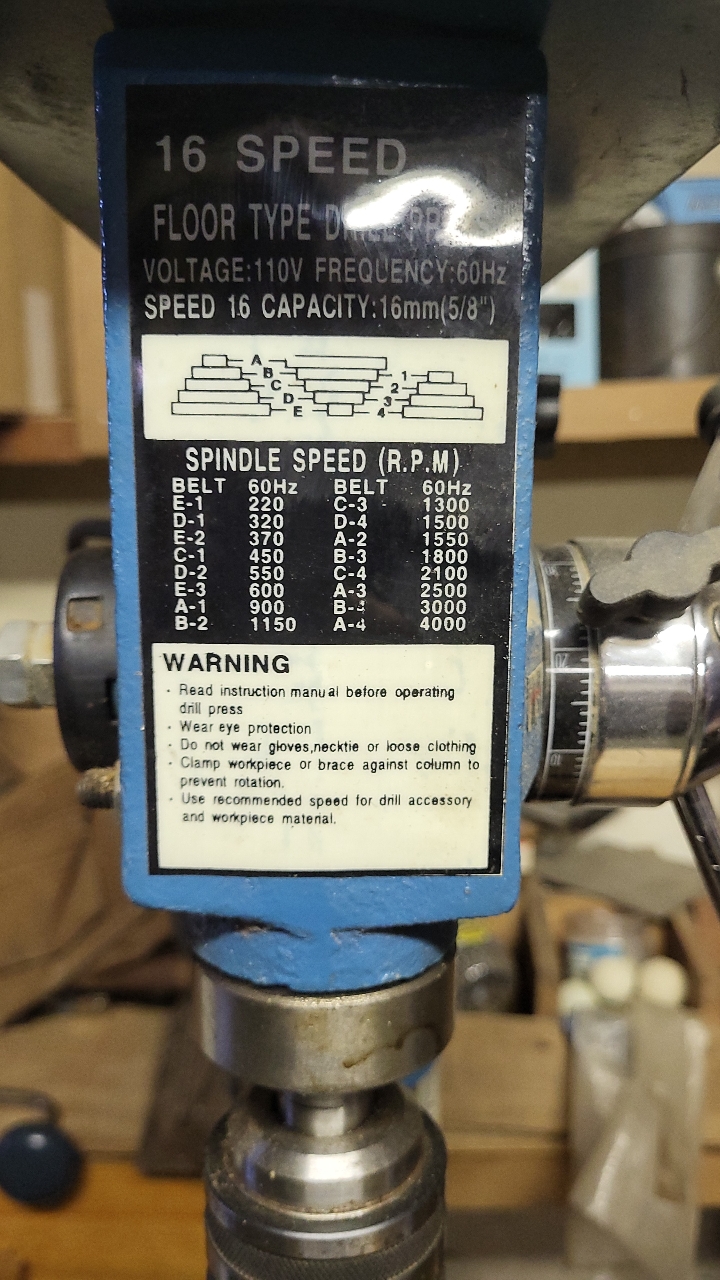 16 SPEED
FLOOR TYPE DRILL
VOLTAGE:110V FREQUENCY:60Hz
SPEED 16 CAPACITY:16mm(5/8")
A
B 1
C 2
D 3
E 4
SPINDLE SPEED (R.P.M)
BELT 60Hz BELT 60Hz
E-1 220 C-3 1300
D-1 320 D-4 1500
E-2 370 A-2 1550
C-1 450 B-3 1800
D-2 550 C-4 2100
E-3 600 A-3 2500
A-1 900 B-4 3000
B-2 1150 A-4 4000
WARNING
· Read instruction manual before operating
drill press
· Wear eye protection
· Do not wear gloves,necktie or loose clothing
· Clamp workpiece or brace against column to
prevent rotation.
· Use recommended speed for drill accessory
and workpiece material.
20
10